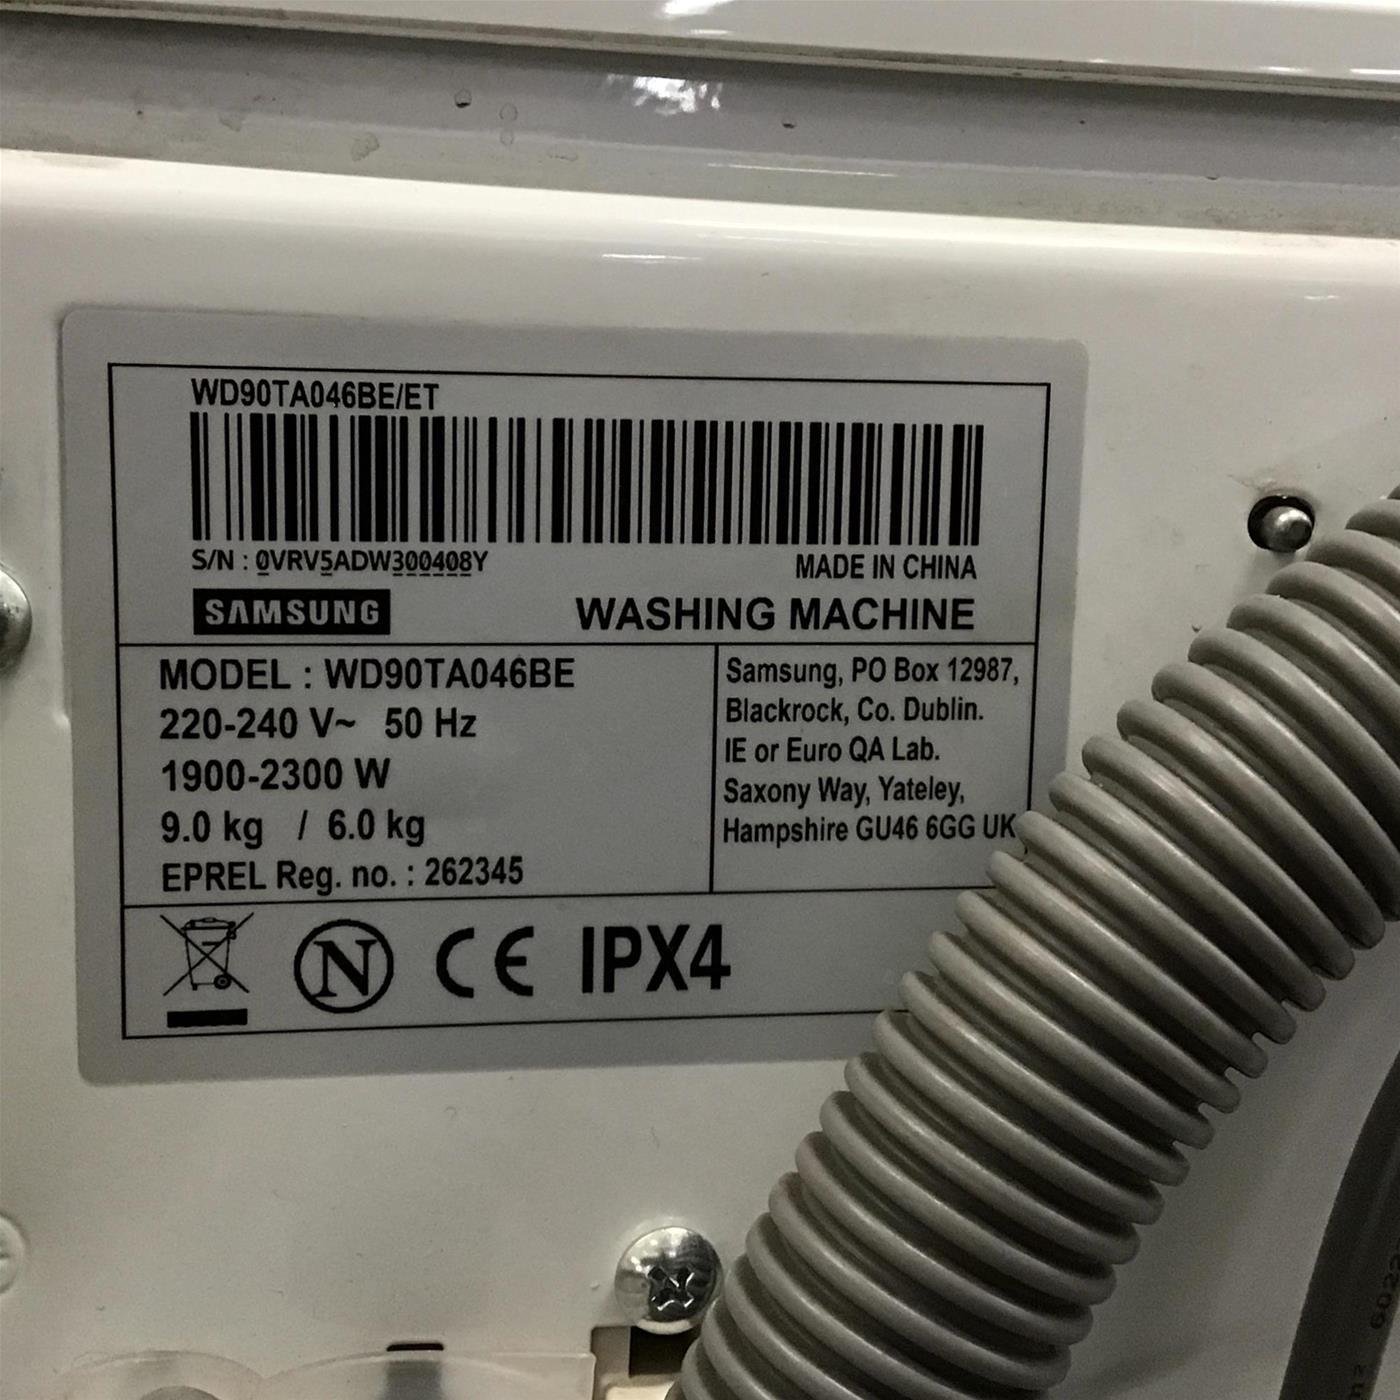 WD90TA046BE/ET
S/N : 0VRV5ADW300408Y
MADE IN CHINA
SAMSUNG
WASHING MACHINE
MODEL : WD90TA046BE
220-240 V~ 50 Hz
1900-2300 W
9.0 kg / 6.0 kg
EPREL Reg. no. : 262345
Samsung, PO Box 12987,
Blackrock, Co. Dublin.
IE or Euro QA Lab.
Saxony Way, Yateley,
Hampshire GU46 6GG UK
N CE IPX4